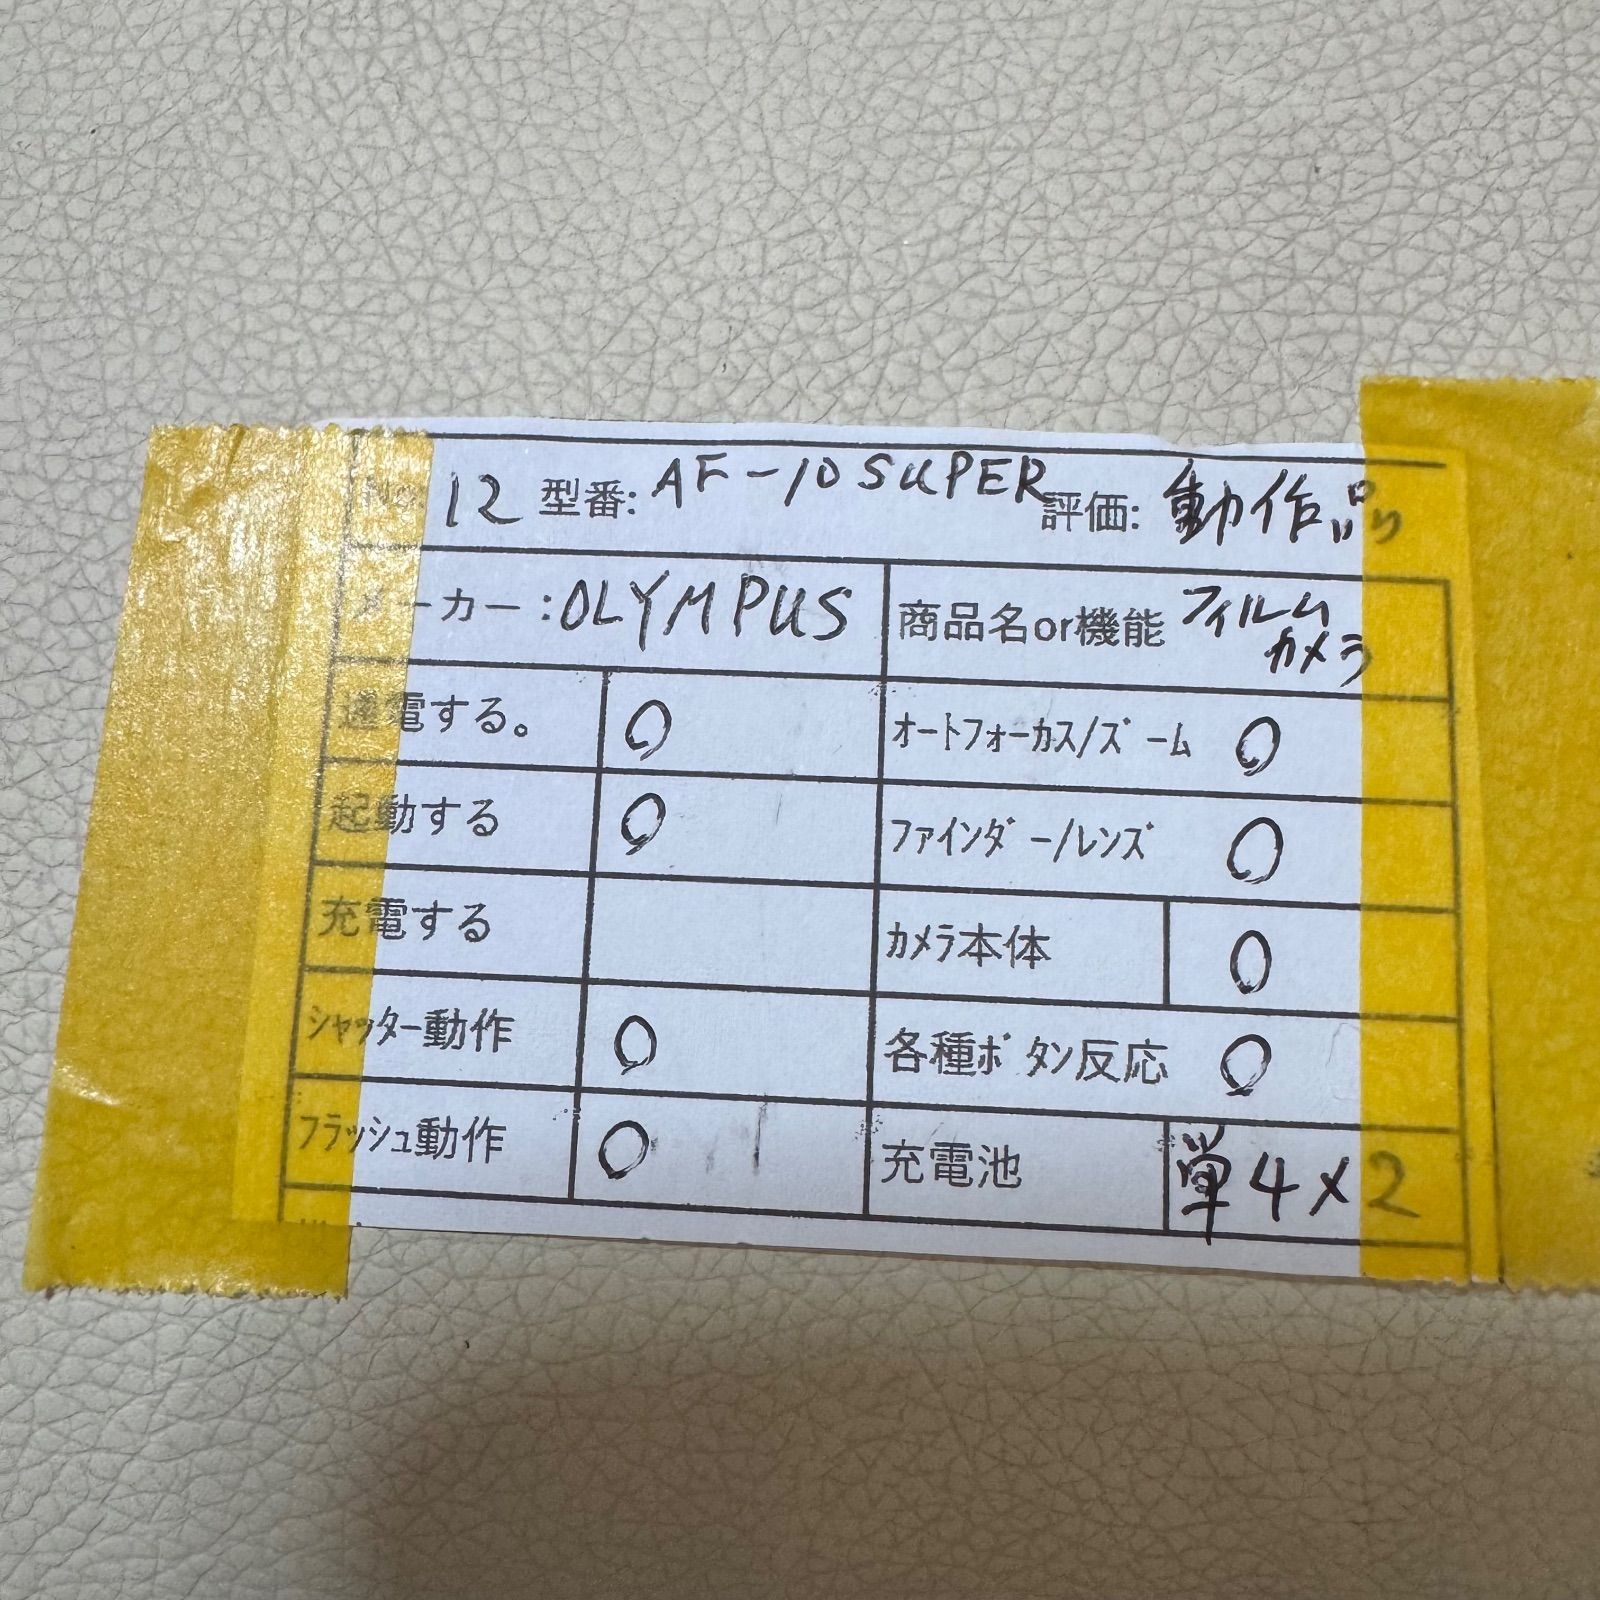 No. 12 型番: AF-10 SUPER 評価: 動作品
メーカー:OLYMPUS 商品名or機能 フィルム
カメラ
通電する。 〇 ｵｰﾄﾌｫｰｶｽ/ｽﾞｰﾑ 〇
起動する 〇 ﾌｧｲﾝﾀﾞｰ/ﾚﾝｽﾞ 〇
充電する ｶﾒﾗ本体 〇
ｼｬｯﾀｰ動作 〇 各種ﾎﾞﾀﾝ反応 〇
ﾌﾗｯｼｭ動作 〇 充電池 単4×2